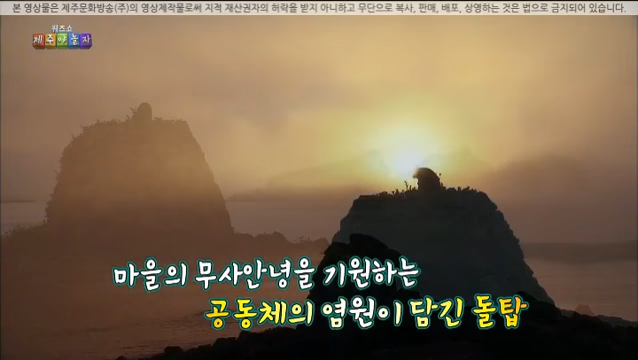 본 영상물은 제주문화방송(주)의 영상제작물로써 지적 재산권자의 허락을 받지 아니하고 무단으로 복사, 판매, 배포, 상영하는 것은 법으로 금지되어 있습니다.
퀴즈쇼
제주야놀자
마을의 무사안녕을 기원하는
공동체의 염원이 담긴 돌탑